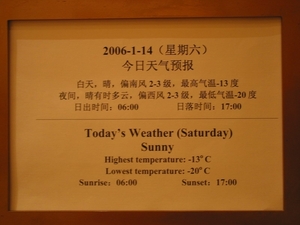 2006-1-14（星期六）
今日天气预报
白天，晴，偏南风 2-3 级，最高气温-13 度
夜间，晴有时多云，偏西风 2-3 级，最低气温-20 度
日出时间：06:00 日落时间：17:00
Today's Weather (Saturday)
Sunny
Highest temperature: -13° C
Lowest temperature: -20° C
Sunrise: 06:00 Sunset: 17:00